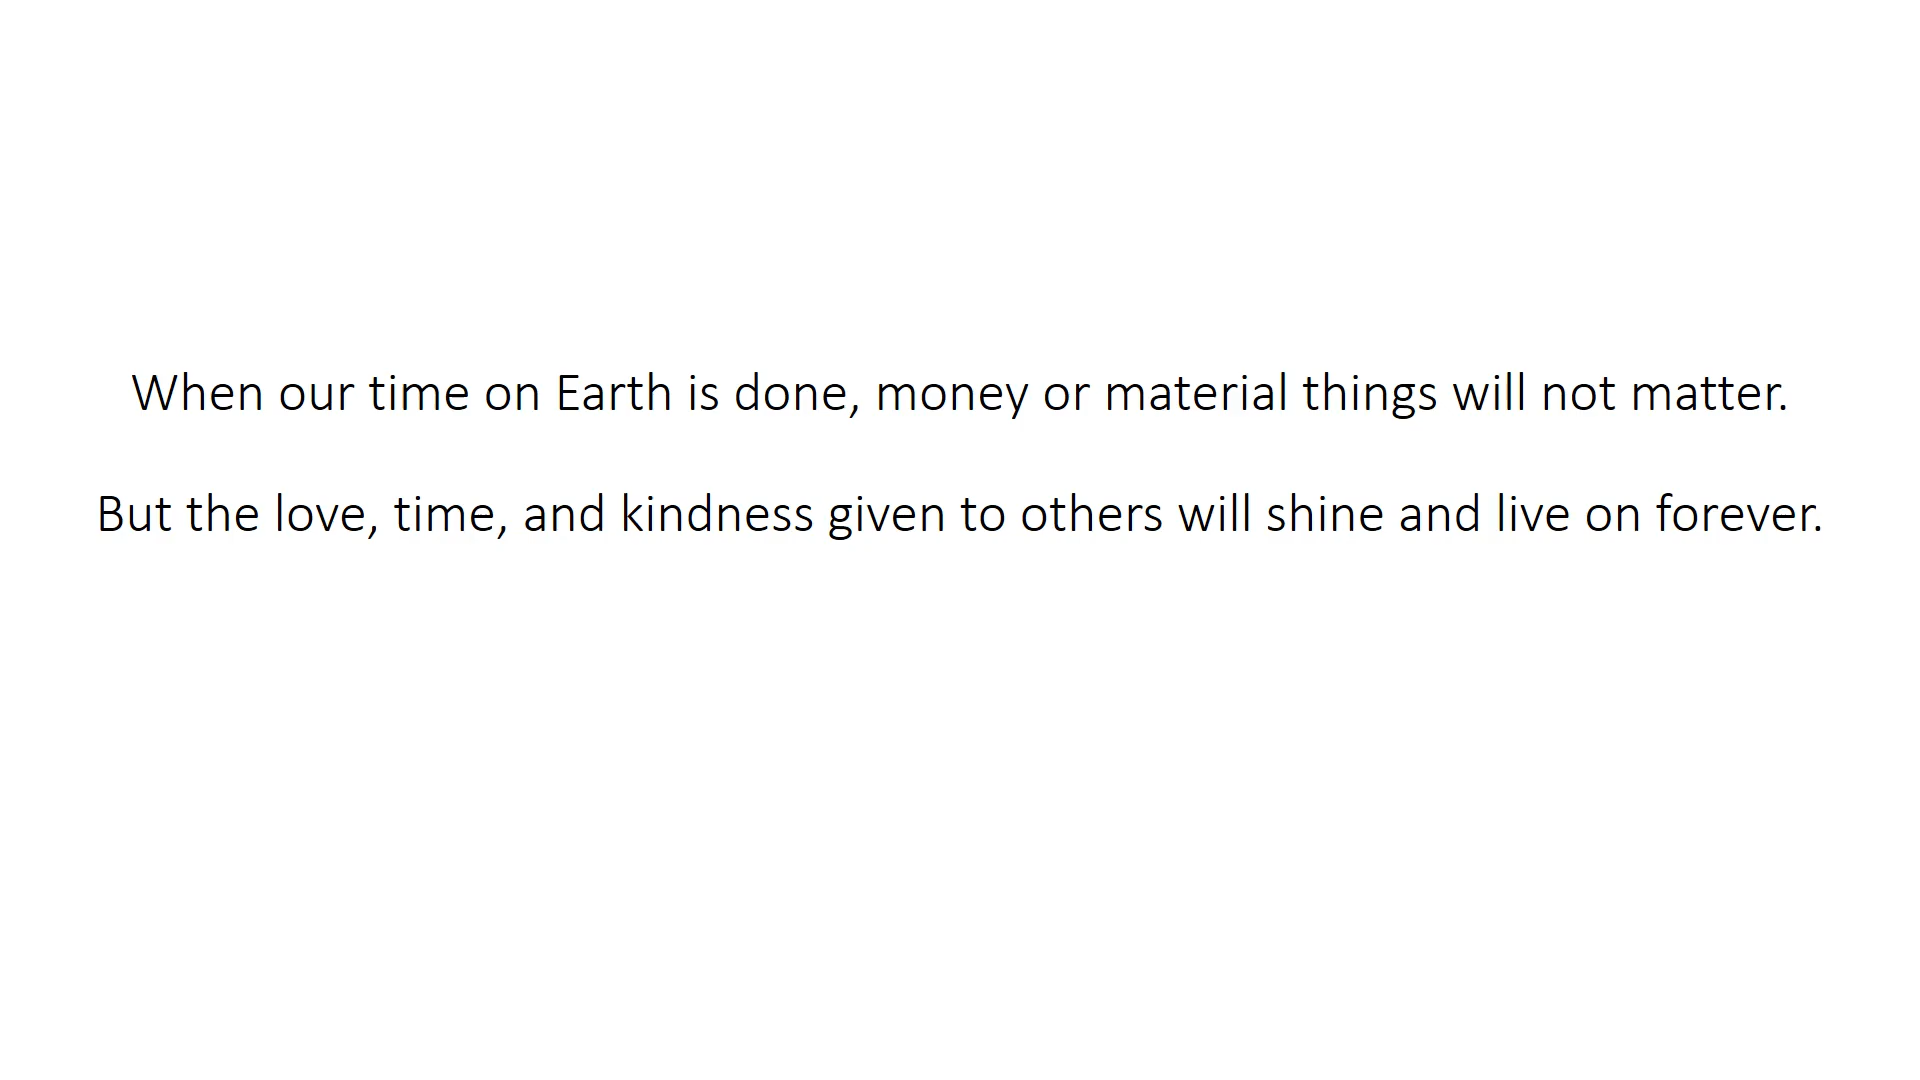 When our time on Earth is done, money or material things will not matter.
But the love, time, and kindness given to others will shine and live on forever.